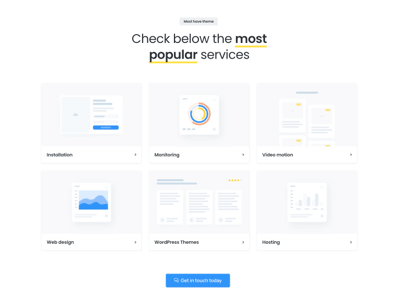 Must have theme
Check below the most
popular services
Installation
Monitoring
Video motion
Web design
WordPress Themes
Hosting
Get in touch today